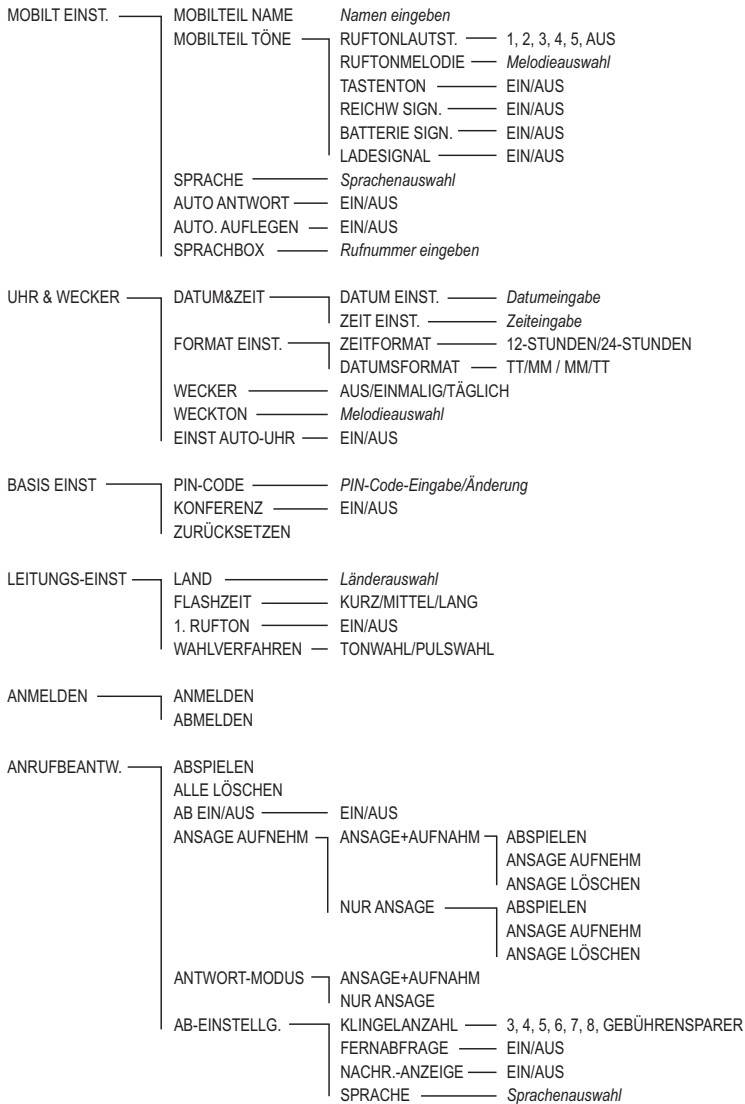 MOBILT EINST. MOBILTEIL NAME Namen eingeben
MOBILTEIL TÖNE RUFTONLAUTST. 1, 2, 3, 4, 5, AUS
RUFTONMELODIE Melodieauswahl
TASTENTON EIN/AUS
REICHW SIGN. EIN/AUS
BATTERIE SIGN. EIN/AUS
LADESIGNAL EIN/AUS
SPRACHE Sprachenauswahl
AUTO ANTWORT EIN/AUS
AUTO. AUFLEGEN EIN/AUS
SPRACHBOX Rufnummer eingeben
UHR & WECKER DATUM&ZEIT DATUM EINST. Datumeingabe
ZEIT EINST. Zeiteingabe
FORMAT EINST. ZEITFORMAT 12-STUNDEN/24-STUNDEN
DATUMSFORMAT TT/MM / MM/TT
WECKER AUS/EINMALIG/TÄGLICH
WECKTON Melodieauswahl
EINST AUTO-UHR EIN/AUS
BASIS EINST PIN-CODE PIN-Code-Eingabe/Änderung
KONFERENZ EIN/AUS
ZURÜCKSETZEN
LEITUNGS-EINST LAND Länderauswahl
FLASHZEIT KURZ/MITTEL/LANG
1. RUFTON EIN/AUS
WAHLVERFAHREN TONWAHL/PULSWAHL
ANMELDEN ANMELDEN
ABMELDEN
ANRUFBEANTW. ABSPIELEN
ALLE LÖSCHEN
AB EIN/AUS EIN/AUS
ANSAGE AUFNEHM ANSAGE+AUFNAHM ABSPIELEN
ANSAGE AUFNEHM
ANSAGE LÖSCHEN
NUR ANSAGE ABSPIELEN
ANSAGE AUFNEHM
ANSAGE LÖSCHEN
ANTWORT-MODUS ANSAGE+AUFNAHM
NUR ANSAGE
AB-EINSTELLG. KLINGELANZAHL 3, 4, 5, 6, 7, 8, GEBÜHRENSPARER
FERNABFRAGE EIN/AUS
NACHR.-ANZEIGE EIN/AUS
SPRACHE Sprachenauswahl